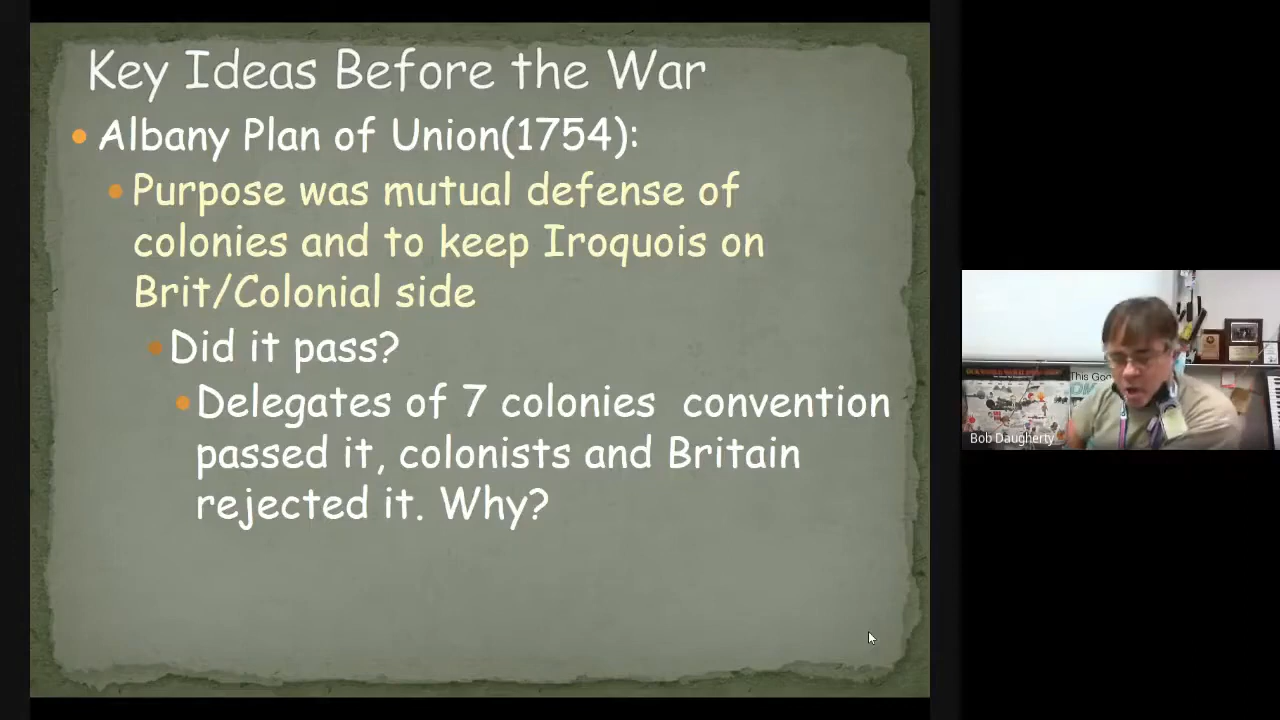 Key Ideas Before the War
Albany Plan of Union(1754):
Purpose was mutual defense of
colonies and to keep Iroquois on
Brit/Colonial side
Did it pass?
Delegates of 7 colonies convention
passed it, colonists and Britain
rejected it. Why?
This Go
Bob Daugherty